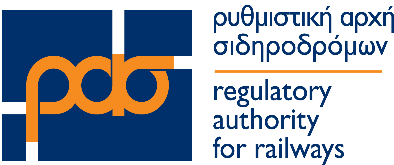 ρας
ρυθμιστική αρχή
σιδηροδρόμων
regulatory
authority
for railways